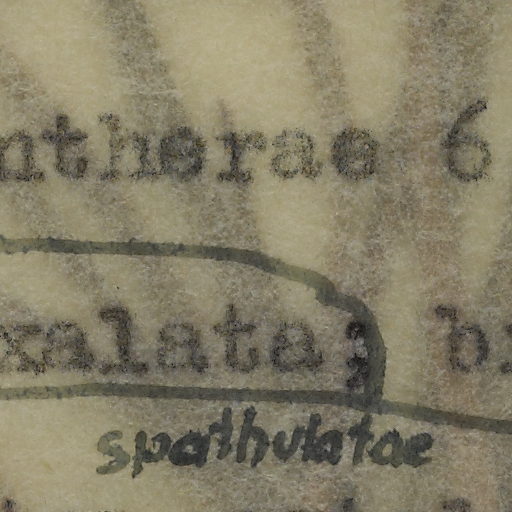 ntherae 6
xalate; b
spathulatae